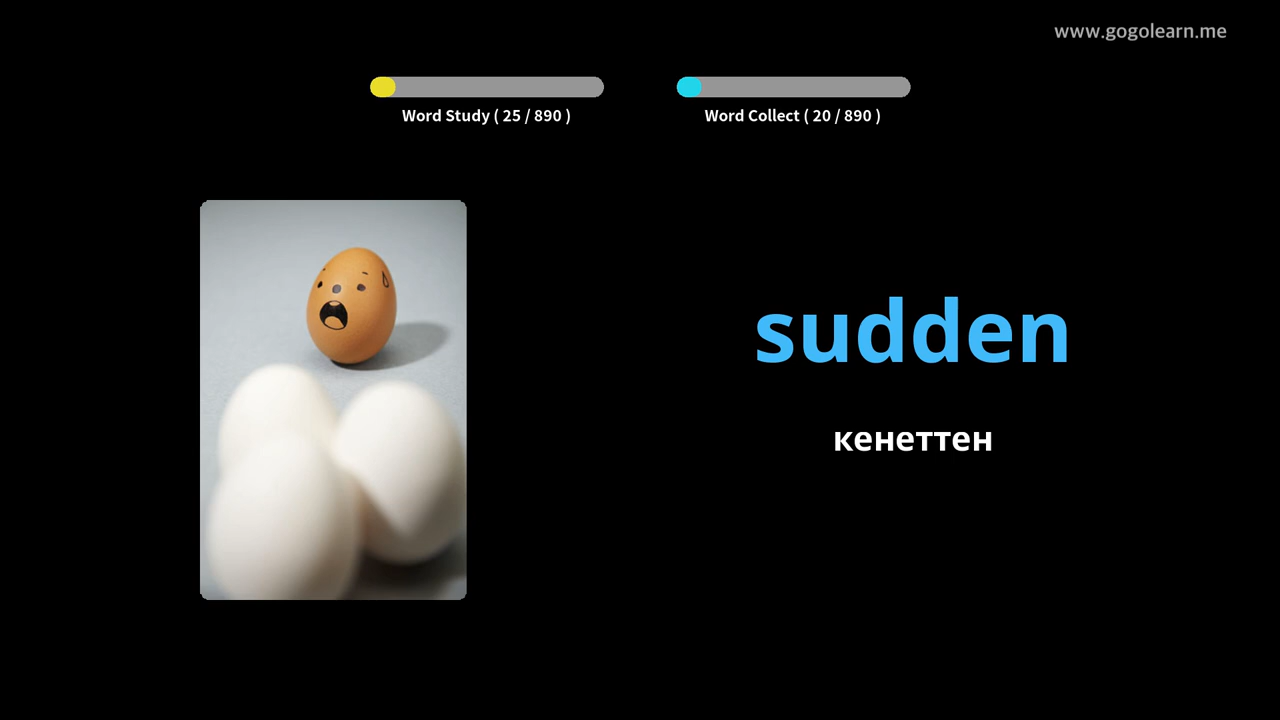 www.gogolearn.me
Word Study ( 25 / 890 )
Word Collect ( 20 / 890 )
sudden
кенеттен